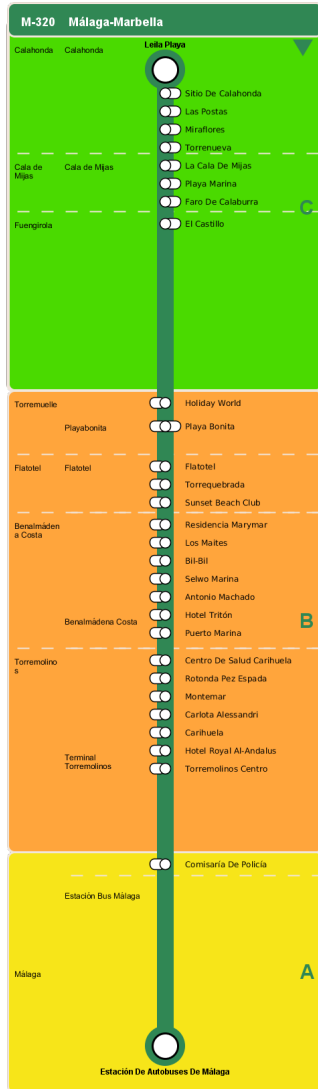 M-320 Málaga-Marbella
Calahonda Calahonda Leila Playa
Sitio De Calahonda
Las Postas
Miraflores
Torrenueva
Cala de Mijas Cala de Mijas La Cala De Mijas
Playa Marina
Faro De Calaburra
C
Fuengirola El Castillo
Torremuelle Holiday World
Playabonita Playa Bonita
Flatotel Flatotel Flatotel
Torrequebrada
Sunset Beach Club
Benalmáden
a Costa
Residencia Marymar
Los Maites
Bil-Bil
Selwo Marina
Antonio Machado
Benalmádena Costa Hotel Tritón
B
Puerto Marina
Torremolino
s
Centro De Salud Carihuela
Rotonda Pez Espada
Montemar
Carlota Alessandri
Carihuela
Terminal
Torremolinos
Hotel Royal Al-Andalus
Torremolinos Centro
Comisaría De Policía
Estación Bus Málaga
Málaga
A
Estación De Autobuses De Málaga